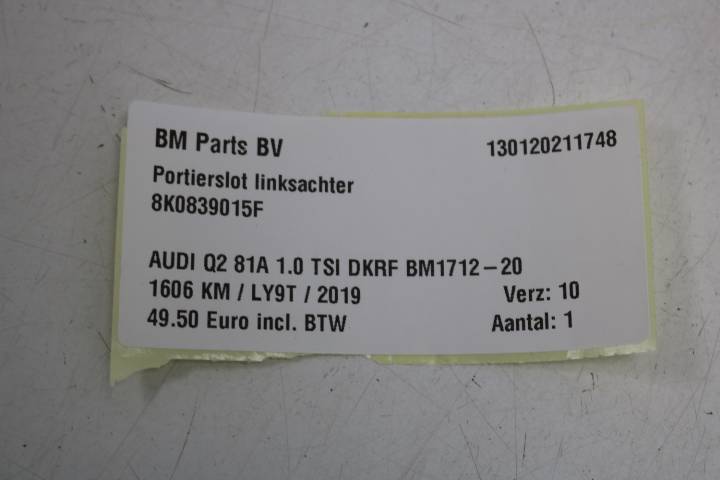 BM Parts BV 130120211748
Portierslot linksachter
8K0839015F
AUDI Q2 81A 1.0 TSI DKRF BM1712-20
1606 KM / LY9T / 2019 Verz: 10
49.50 Euro incl. BTW Aantal: 1